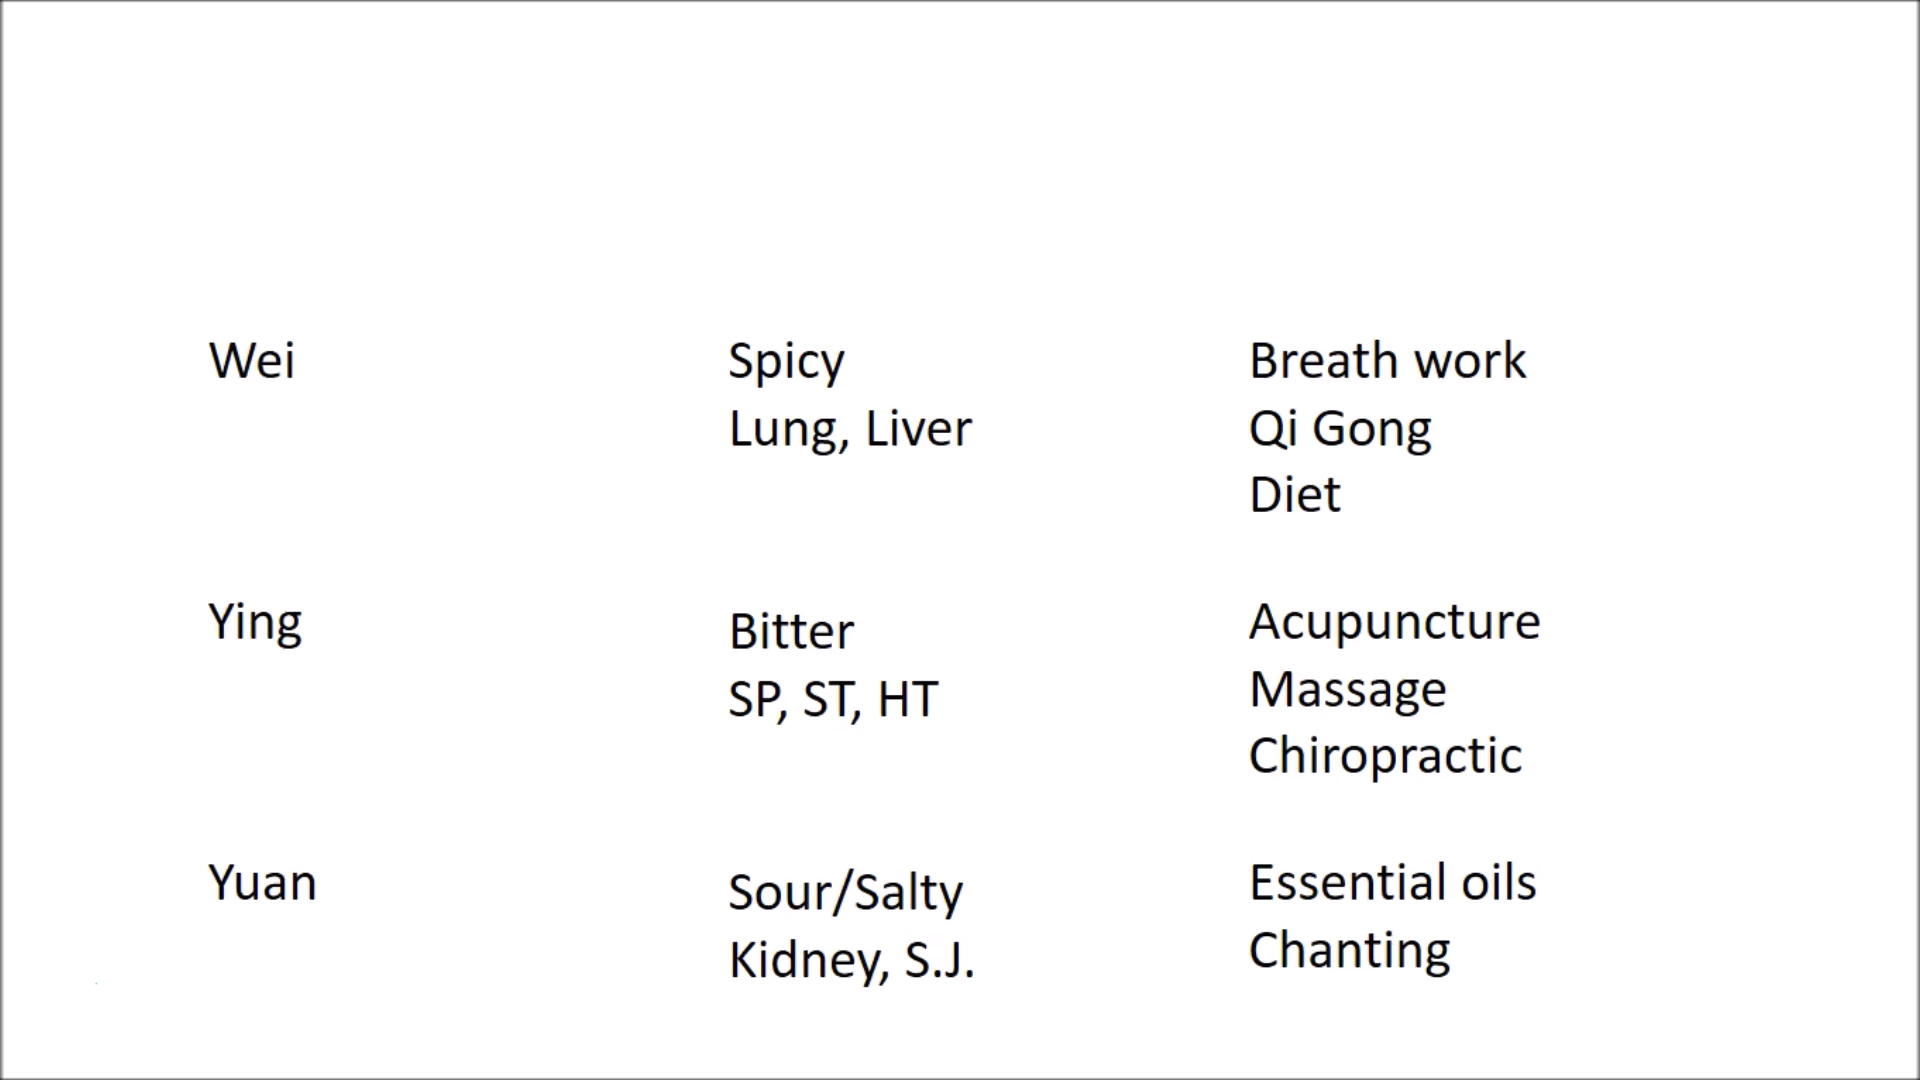 Wei
Spicy
Lung, Liver
Breath work
Qi Gong
Diet
Ying
Bitter
SP, ST, HT
Acupuncture
Massage
Chiropractic
Yuan
Sour/Salty
Kidney, S.J.
Essential oils
Chanting